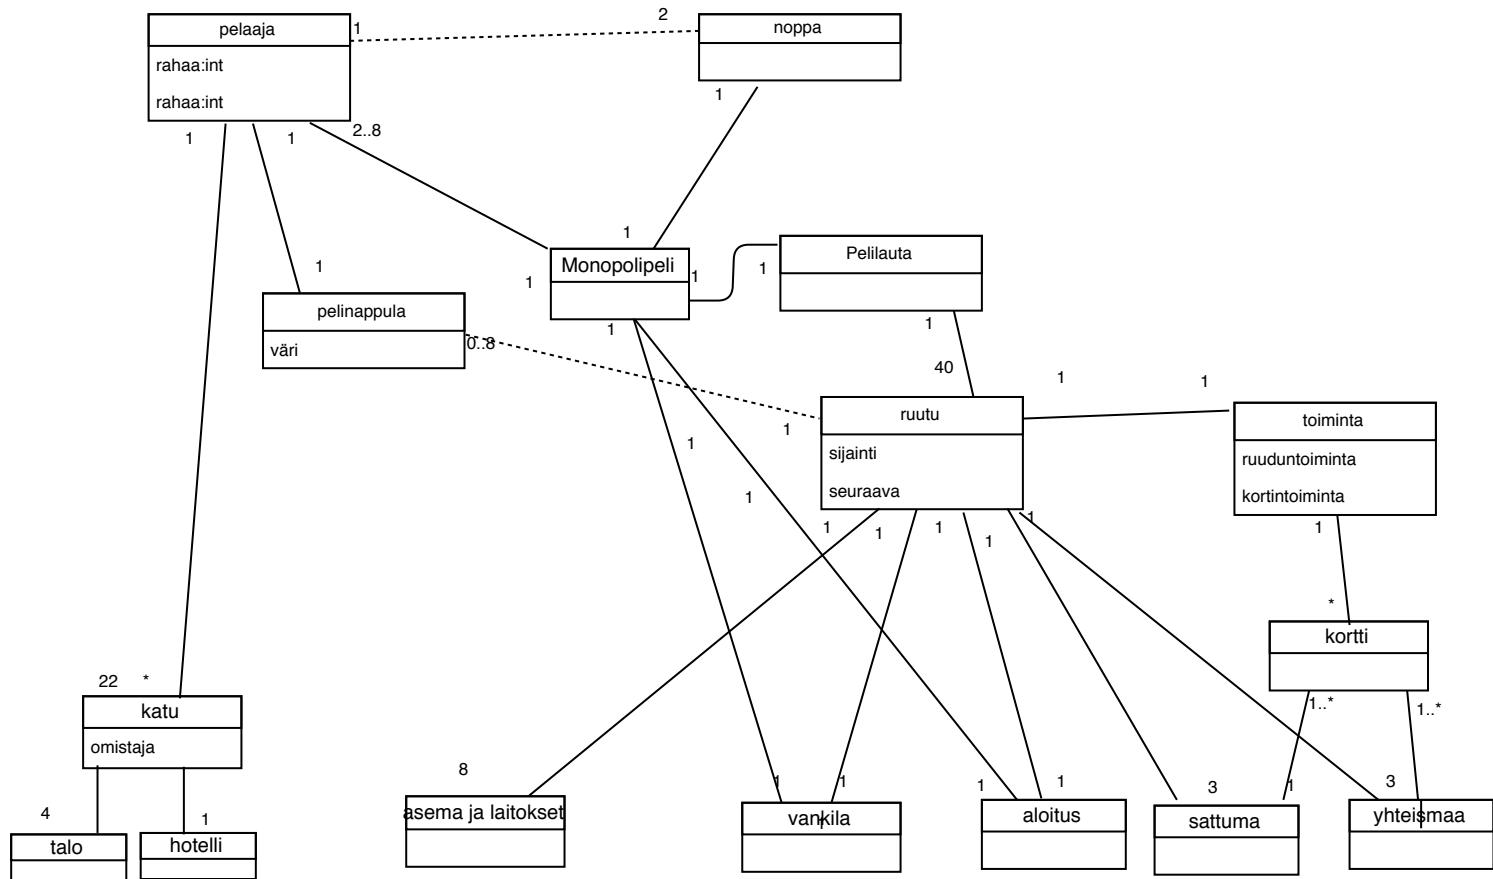 pelaaja
1
2
noppa
rahaa:int
rahaa:int
1
1
1
2..8
1
1
Pelilauta
Monopolipeli
1
1
1
1
pelinappula
väri
0..8
1
1
40
1
1
ruutu
sijainti
seuraava
toiminta
ruuduntoiminta
kortintoiminta
1
1
1
1
1
1
1
1
1
*
kortti
1..*
1..*
22
*
katu
omistaja
4
1
talo
hotelli
8
asema ja laitokset
1
1
vankila
1
1
aloitus
3
1
sattuma
3
yhteismaa